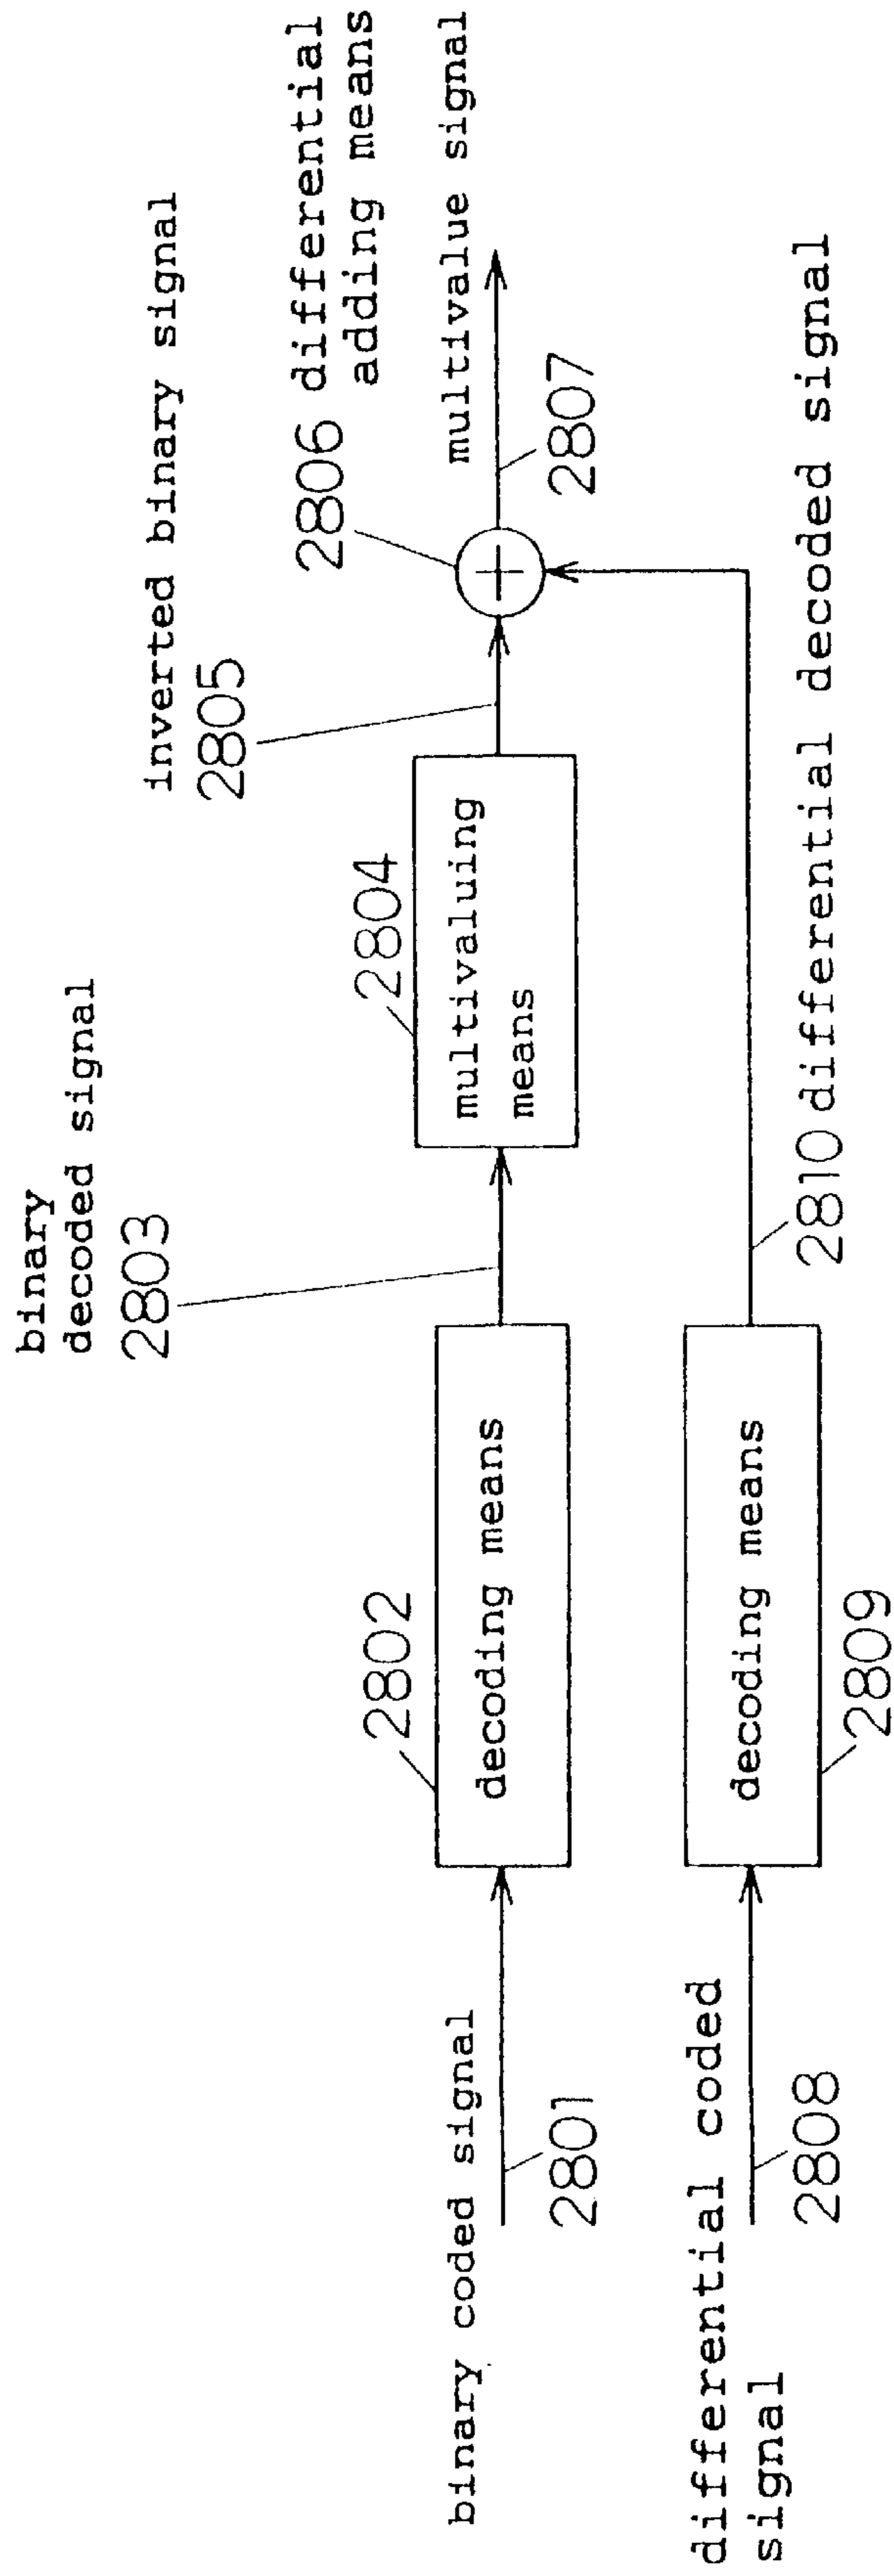 binary
decoded signal
2803
inverted binary signal
2805
2806 differential
adding means
2802
2804
multivalue signal
binary coded signal
decoding means
multivaluing
means
2801
2807
differential coded
signal
decoding means
2808
2809
2810 differential decoded signal